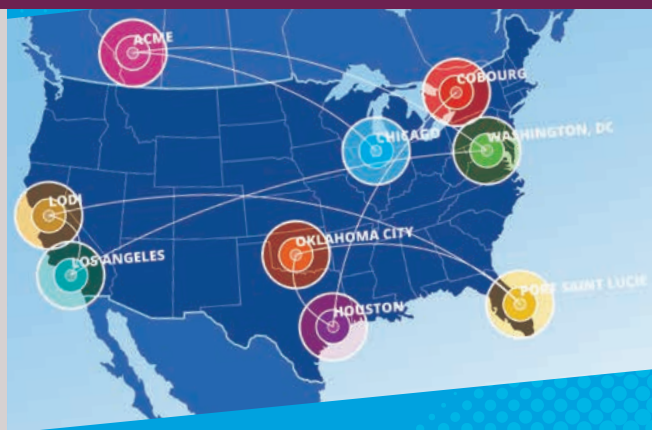 ACME
COBOURG
CHICAGO
WASHINGTON, DC
LODI
OKLAHOMA CITY
LOS ANGELES
PORT SAINT LUCIE
HOUSTON